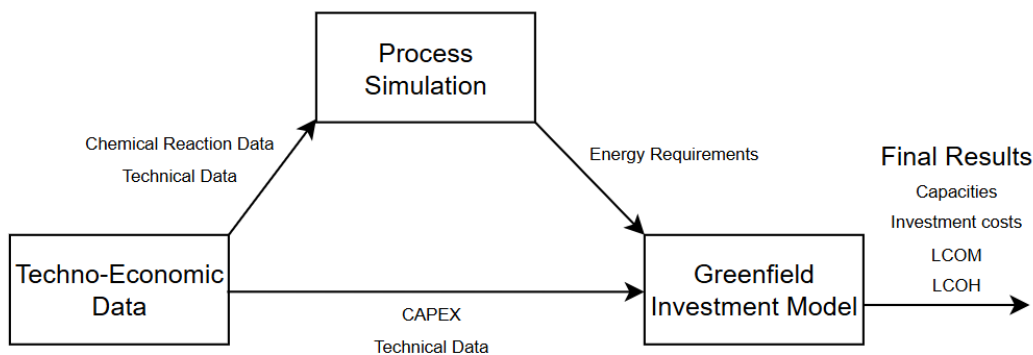 Process
Simulation
Chemical Reaction Data
Technical Data
Energy Requirements
Final Results
Capacities
Investment costs
LCOM
LCOH
Techno-Economic
Data
CAPEX
Technical Data
Greenfield
Investment Model